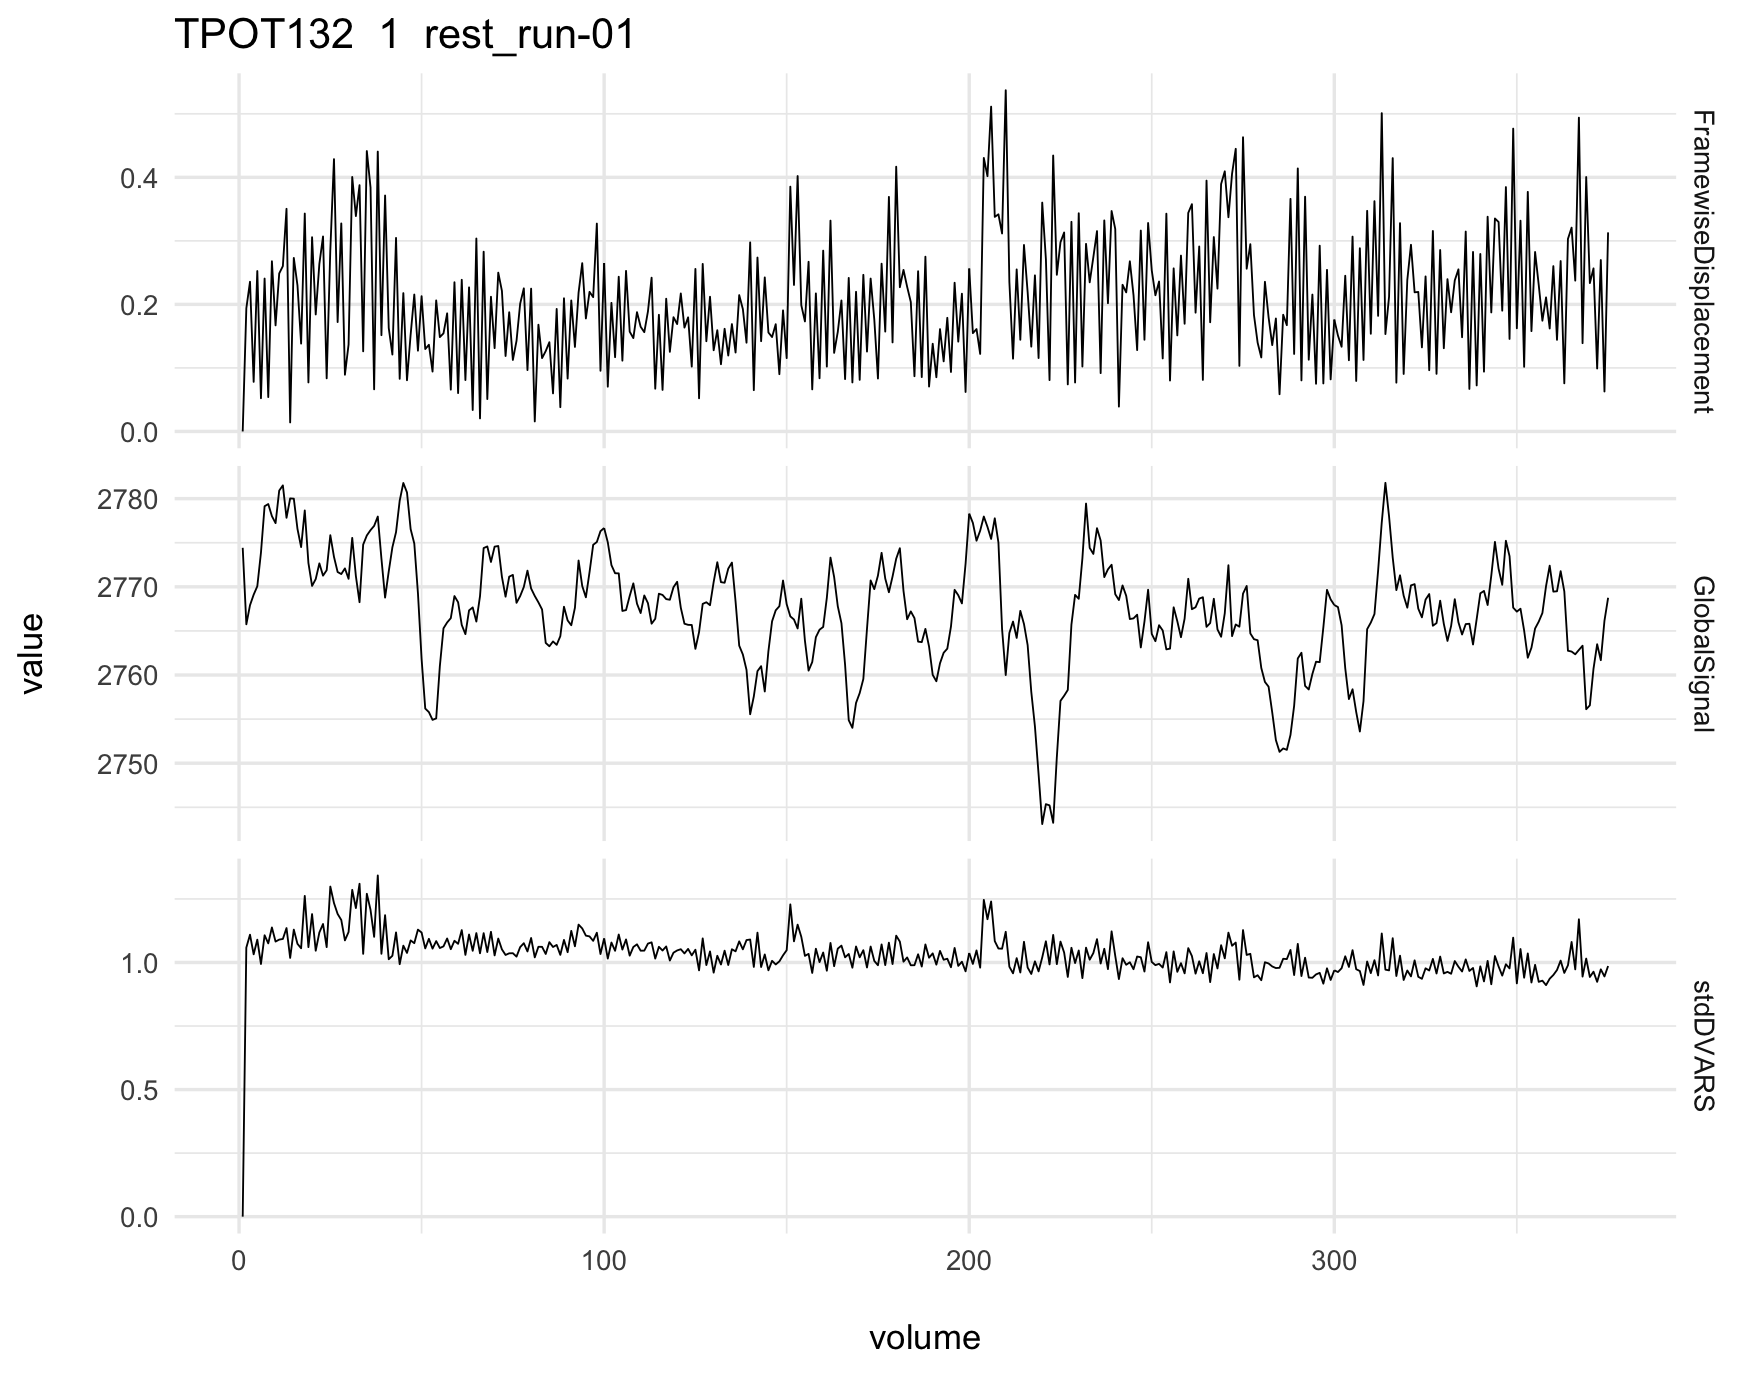 TPOT132 1 rest_run-01
0.4
0.2
0.0
FramewiseDisplacement
2780
2770
2760
2750
GlobalSignal
1.0
0.5
0.0
stdDVARS
value
0 100 200 300
volume